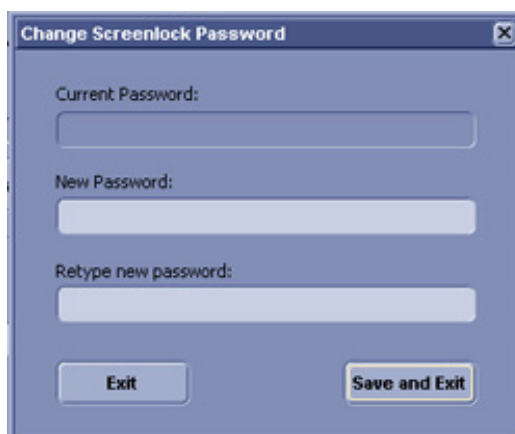 Change Screenlock Password
Current Password:
New Password:
Retype new password:
Exit
Save and Exit